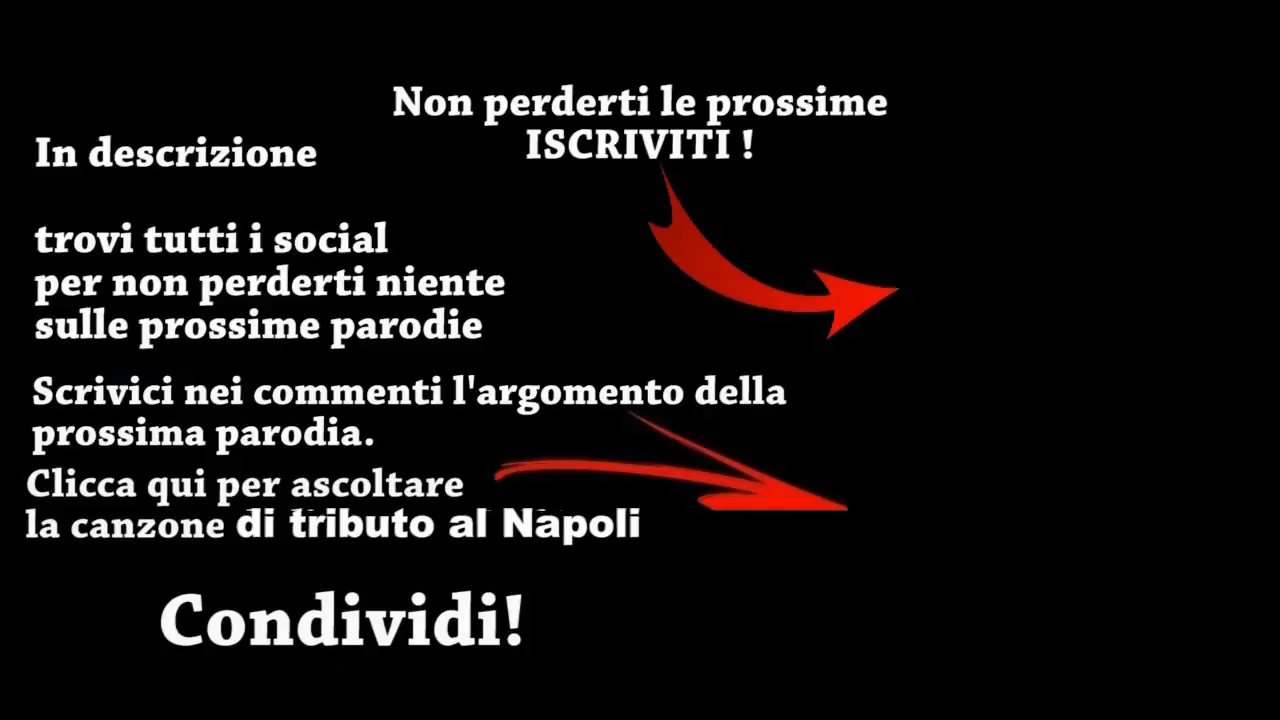 Non perderti le prossime
ISCRIVITI !
In descrizione
trovi tutti i social
per non perderti niente
sulle prossime parodie
Scrivici nei commenti l'argomento della
prossima parodia.
Clicca qui per ascoltare
la canzone di tributo al Napoli
Condividi!